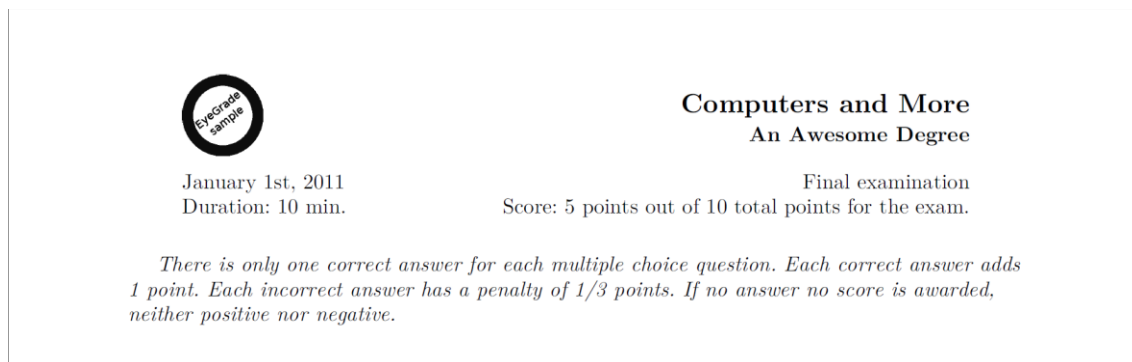 EyeGrade
sample
Computers and More
An Awesome Degree
January 1st, 2011
Final examination
Duration: 10 min.
Score: 5 points out of 10 total points for the exam.
There is only one correct answer for each multiple choice question. Each correct answer adds
1 point. Each incorrect answer has a penalty of 1/3 points. If no answer no score is awarded,
neither positive nor negative.